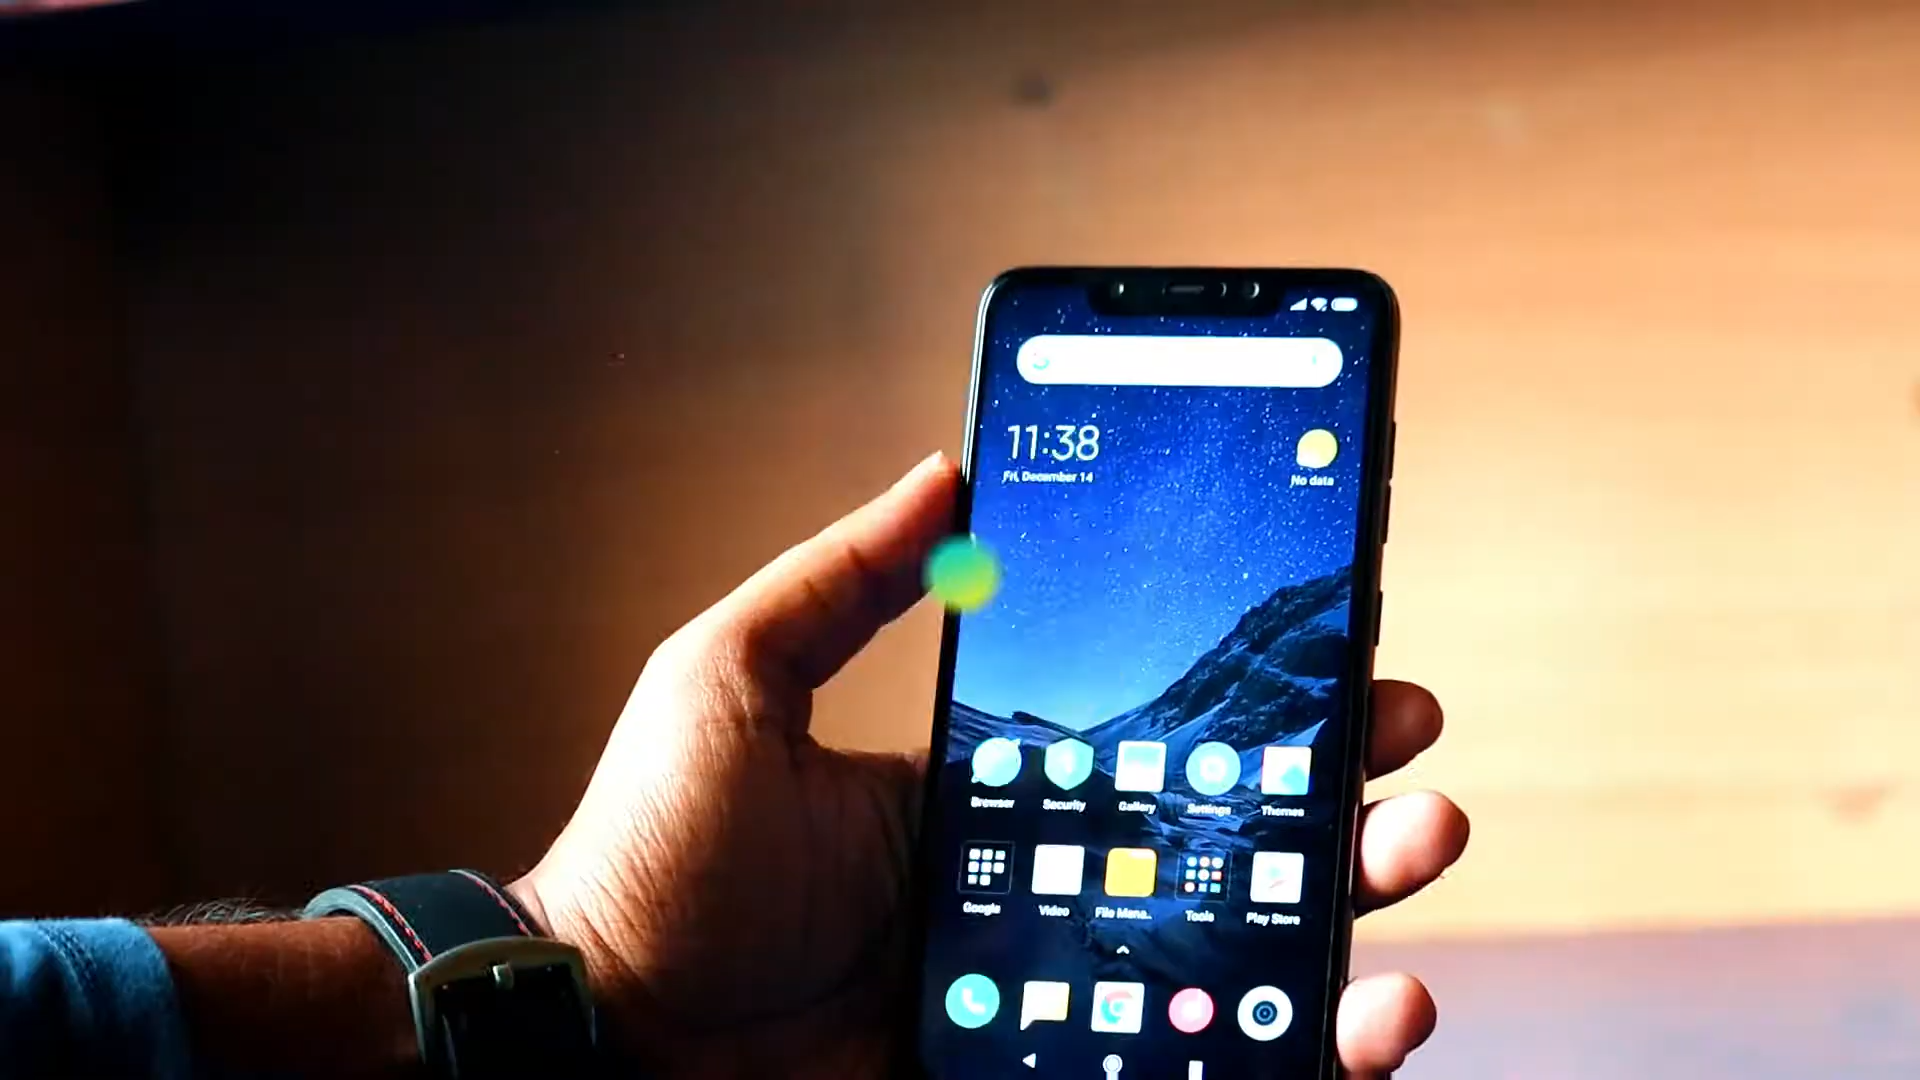 11:38
Fri, December 14
No data
Browser Security Gallery Settings Themes
Google Video File Mana.. Tools Play Store